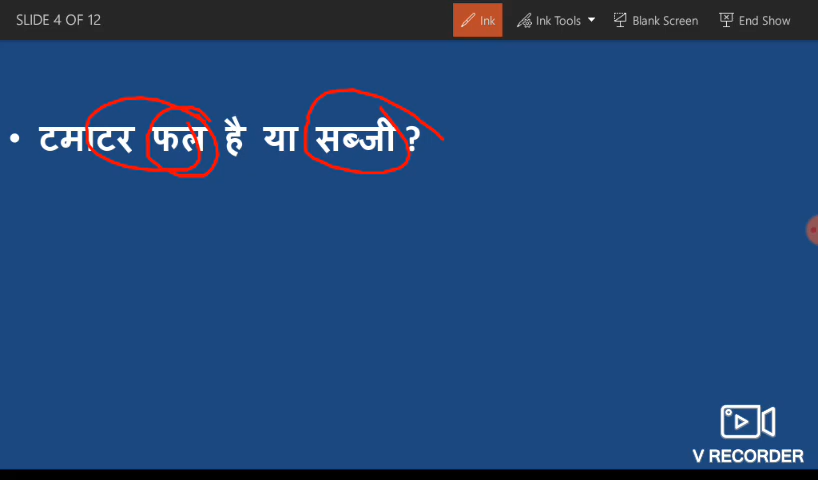 SLIDE 4 OF 12 Ink Ink Tools Blank Screen End Show
• टमाटर फल है या सब्जी ?
V RECORDER